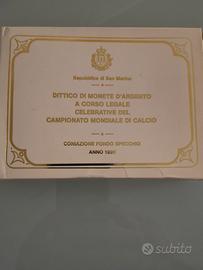 Repubblica di San Marino
DITTICO DI MONETE D'ARGENTO
A CORSO LEGALE
CELEBRATIVE DEL
CAMPIONATO MONDIALE DI CALCIO
CONIAZIONE FONDO SPECCHIO
ANNO
subito